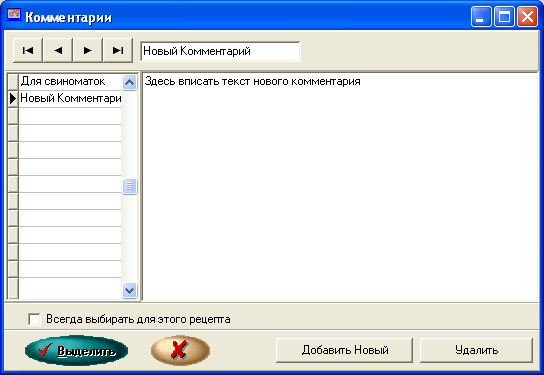 Комментарии
Новый Комментарий
Для свиноматок
Новый Комментари
Здесь вписать текст нового комментария
Всегда выбирать для этого рецепта
Выделить
Добавить Новый
Удалить